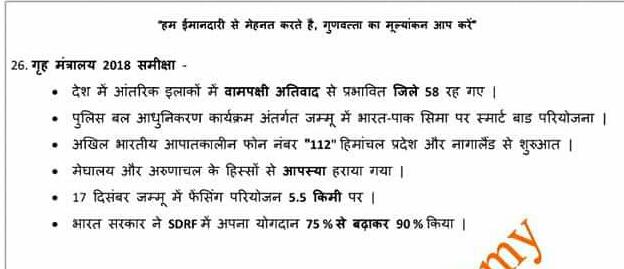 "हम ईमानदारी से मेहनत करते है, गुणवत्ता का मूल्यांकन आप करें"
26. गृह मंत्रालय 2018 समीक्षा -
• देश में आंतरिक इलाकों में वामपक्षी अतिवाद से प्रभावित जिले 58 रह गए |
• पुलिस बल आधुनिकरण कार्यक्रम अंतर्गत जम्मू में भारत-पाक सिमा पर स्मार्ट बाड परियोजना |
• अखिल भारतीय आपातकालीन फोन नंबर "112" हिमांचल प्रदेश और नागालैंड से शुरुआत |
• मेघालय और अरुणाचल के हिस्सों से आपस्या हराया गया |
• 17 दिसंबर जम्मू में फेंसिंग परियोजन 5.5 किमी पर |
• भारत सरकार ने SDRF में अपना योगदान 75 % से बढ़ाकर 90 % किया |
my